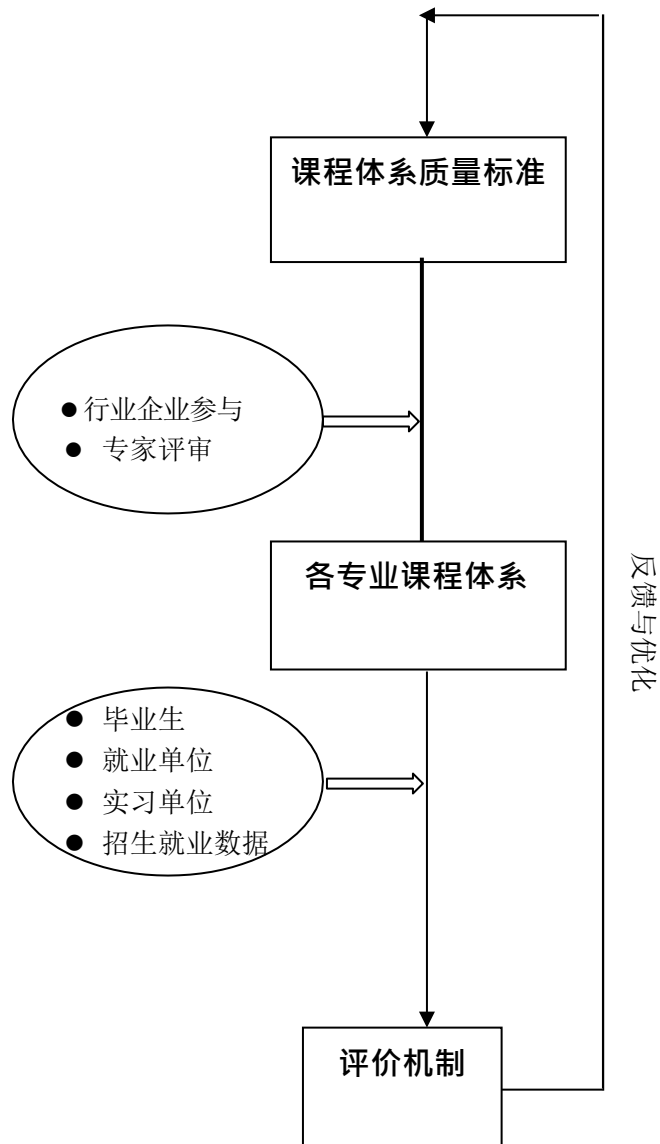 课程体系质量标准
●行业企业参与
● 专家评审
各专业课程体系
反馈与优化
● 毕业生
● 就业单位
● 实习单位
● 招生就业数据
评价机制